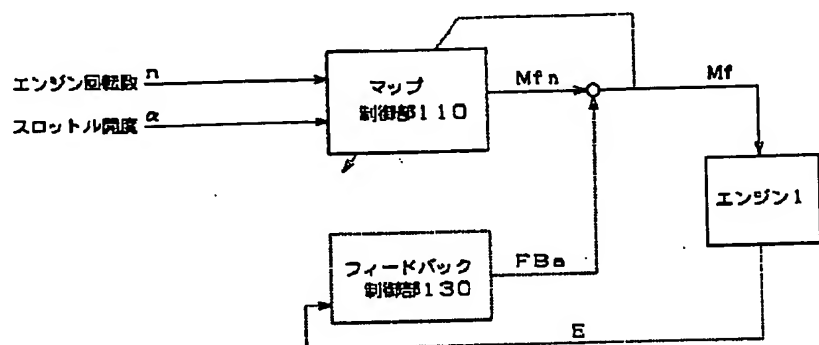 エンジン回転数 n
スロットル開度 α
マップ
制御部110
Mfn
Mf
エンジン1
フィードバック
制御部130
FBa
E